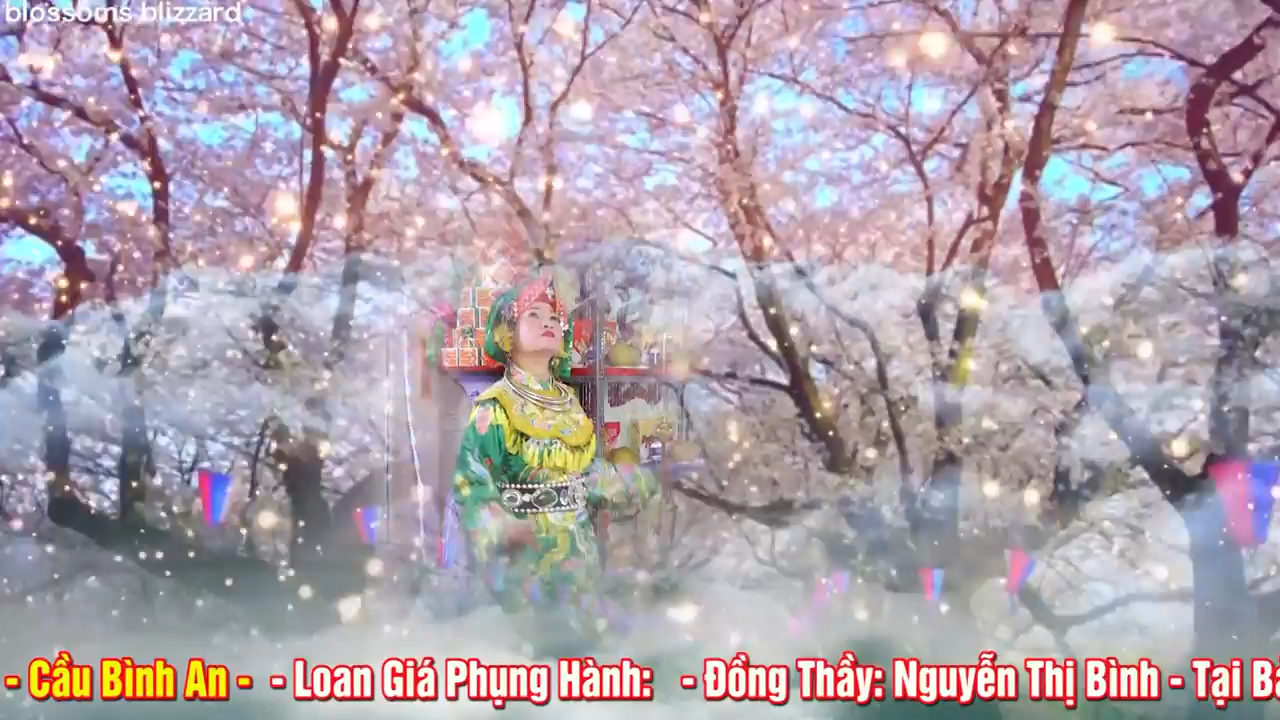 blossoms blizzard
- Cầu Bình An - - Loan Giá Phụng Hành: - Đồng Thầy: Nguyễn Thị Bình - Tại